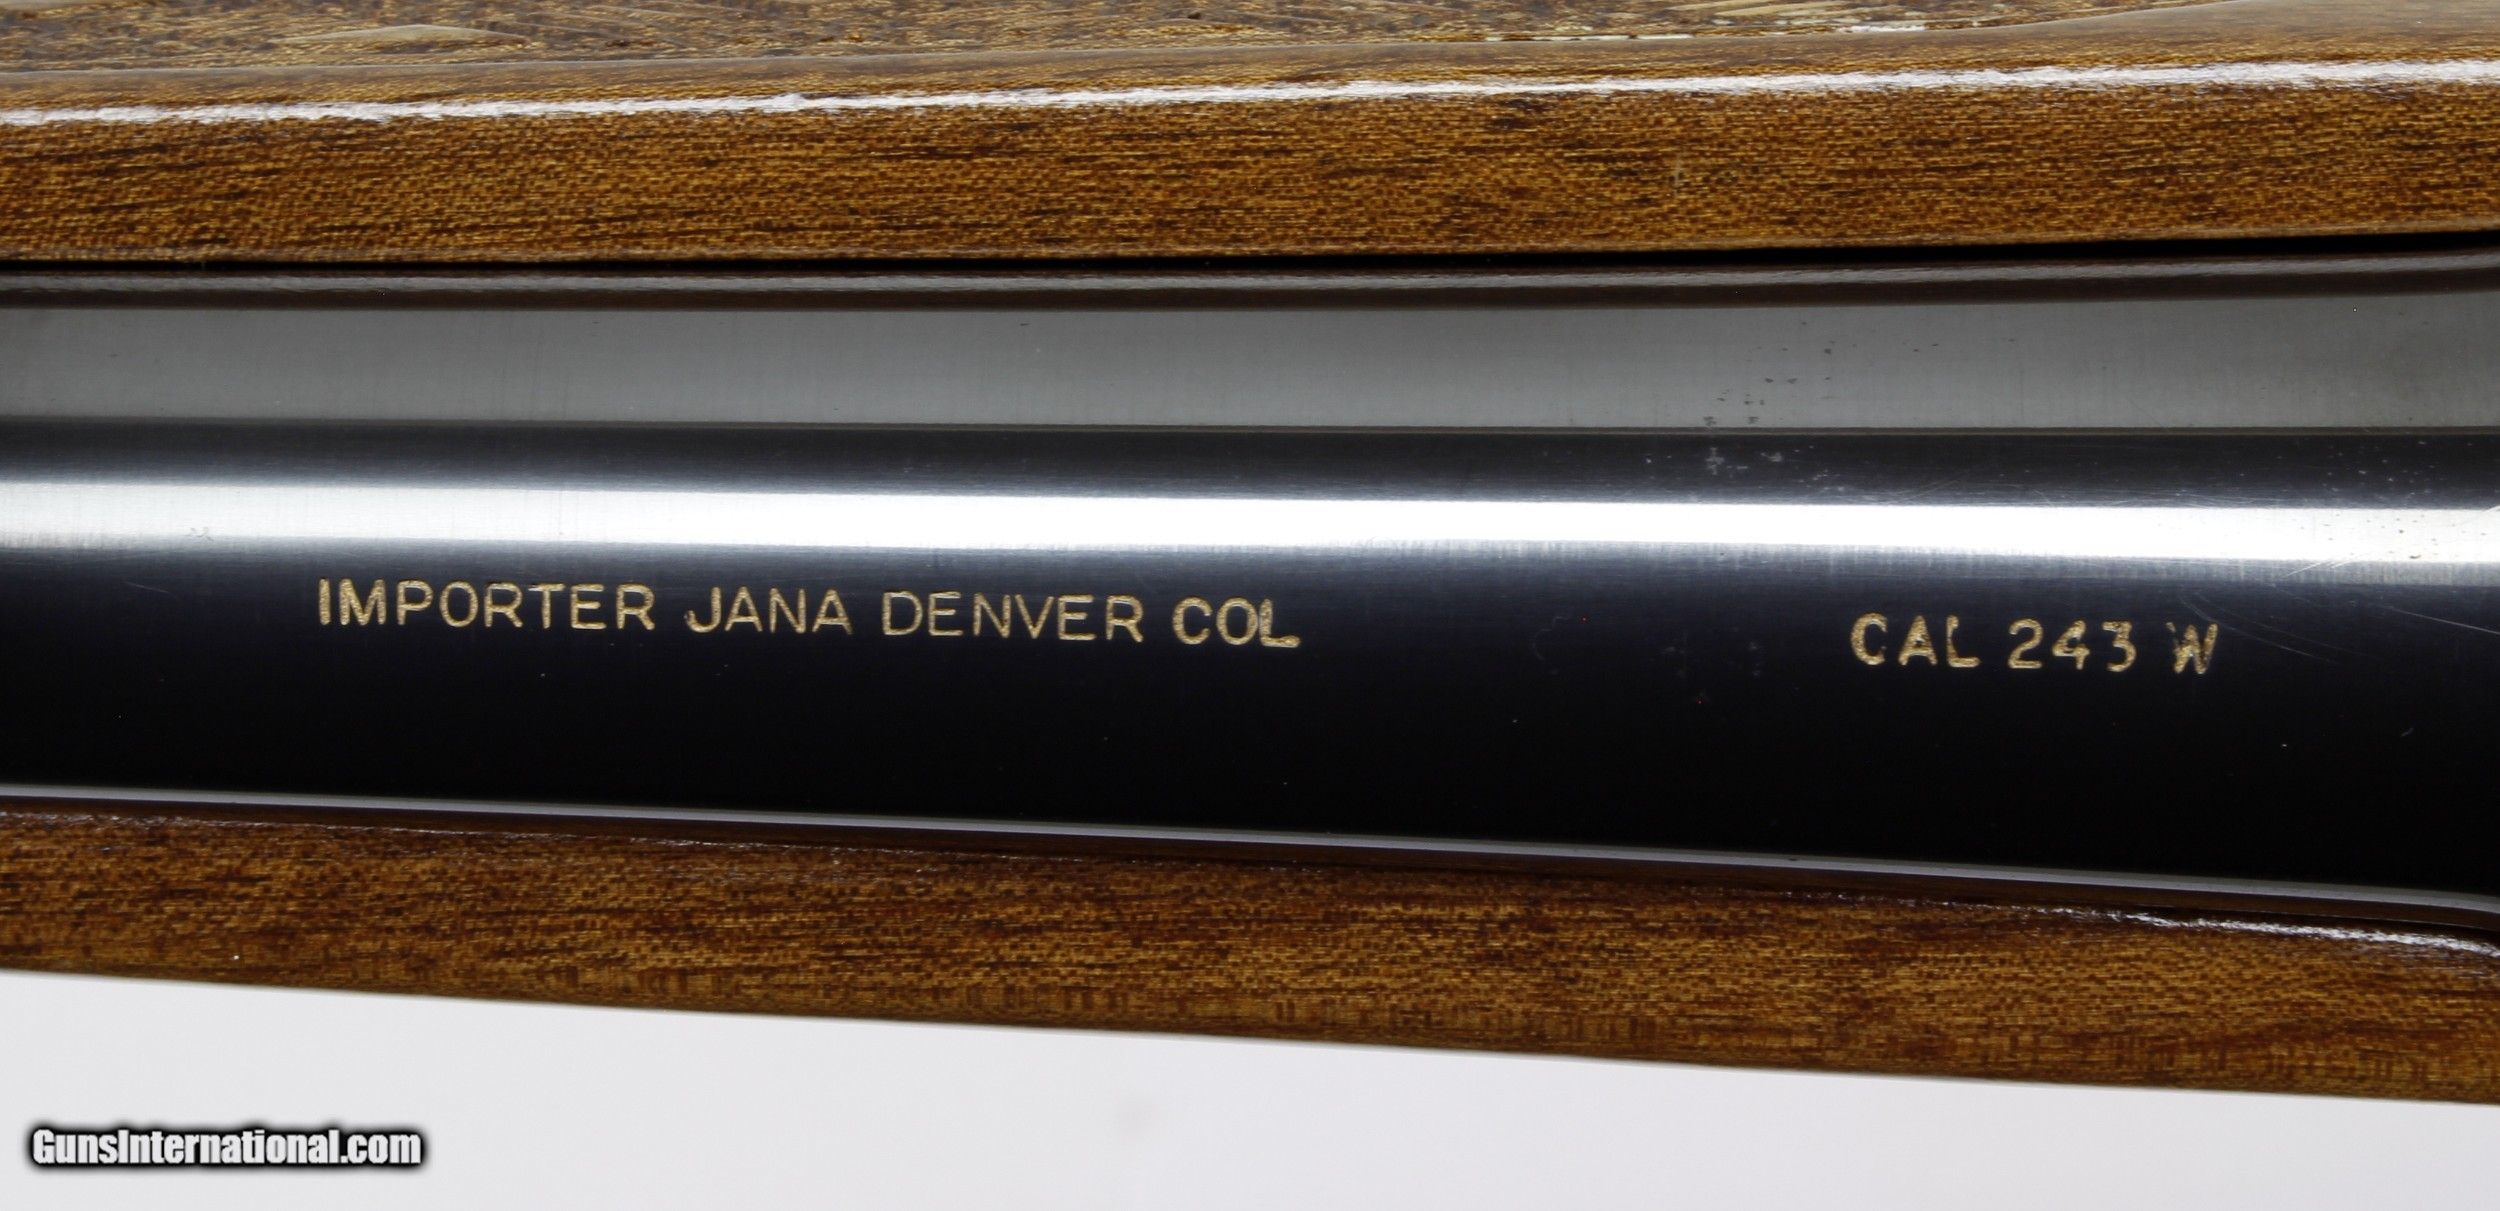 IMPORTER JANA DENVER COL CAL 243 W
GunsInternational.com